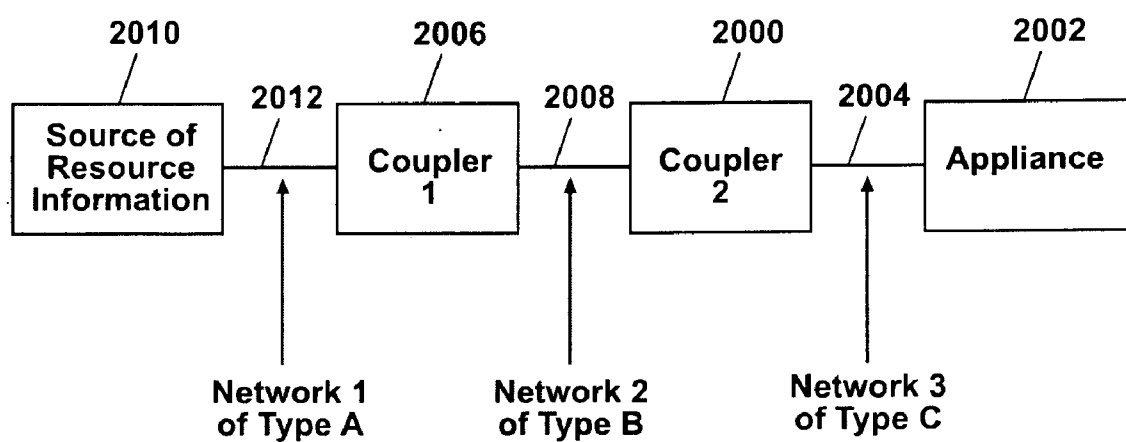 2010
2006
2000
2002
2012
2008
2004
Source of
Resource
Information
Coupler
1
Coupler
2
Appliance
Network 1
of Type A
Network 2
of Type B
Network 3
of Type C